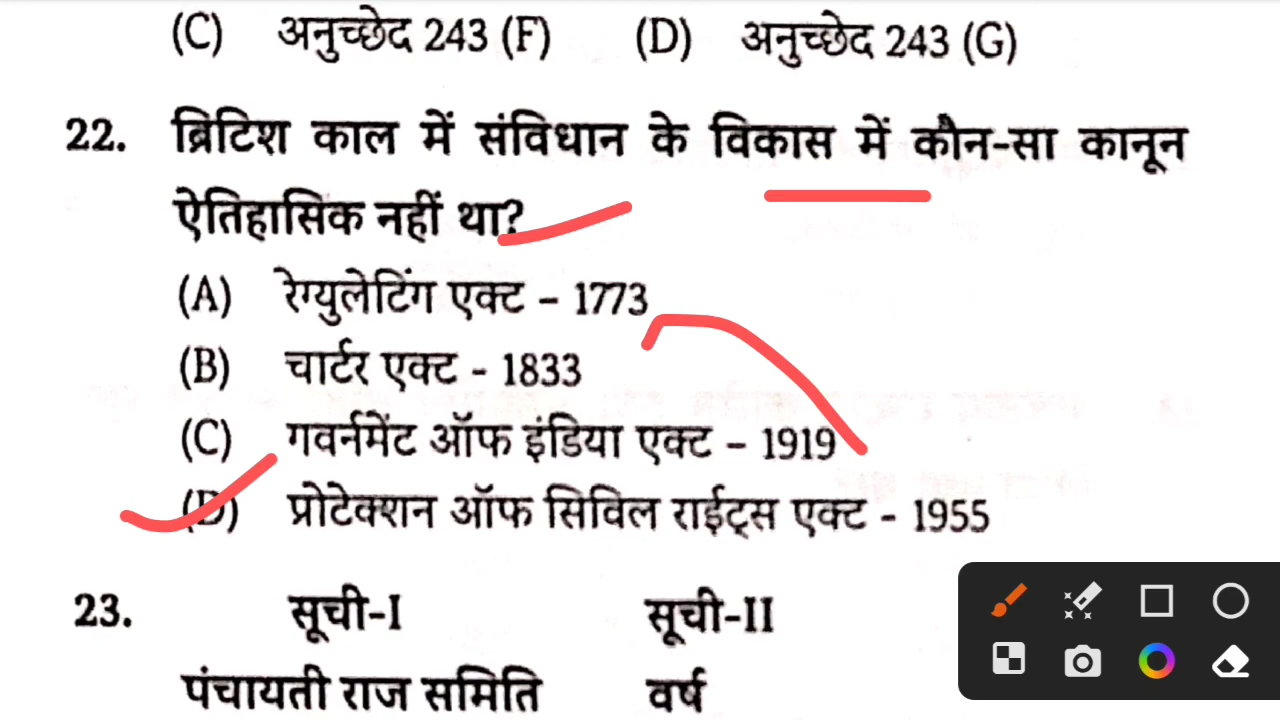 (C) अनुच्छेद 243 (F) (D) अनुच्छेद 243 (G)
22. ब्रिटिश काल में संविधान के विकास में कौन-सा कानून
ऐतिहासिक नहीं था?
(A) रेग्युलेटिंग एक्ट – 1773
(B) चार्टर एक्ट - 1833
(C) गवर्नमेंट ऑफ इंडिया एक्ट – 1919
(D) प्रोटेक्शन ऑफ सिविल राईट्स एक्ट - 1955
23. सूची-I सूची-II
पंचायती राज समिति वर्ष